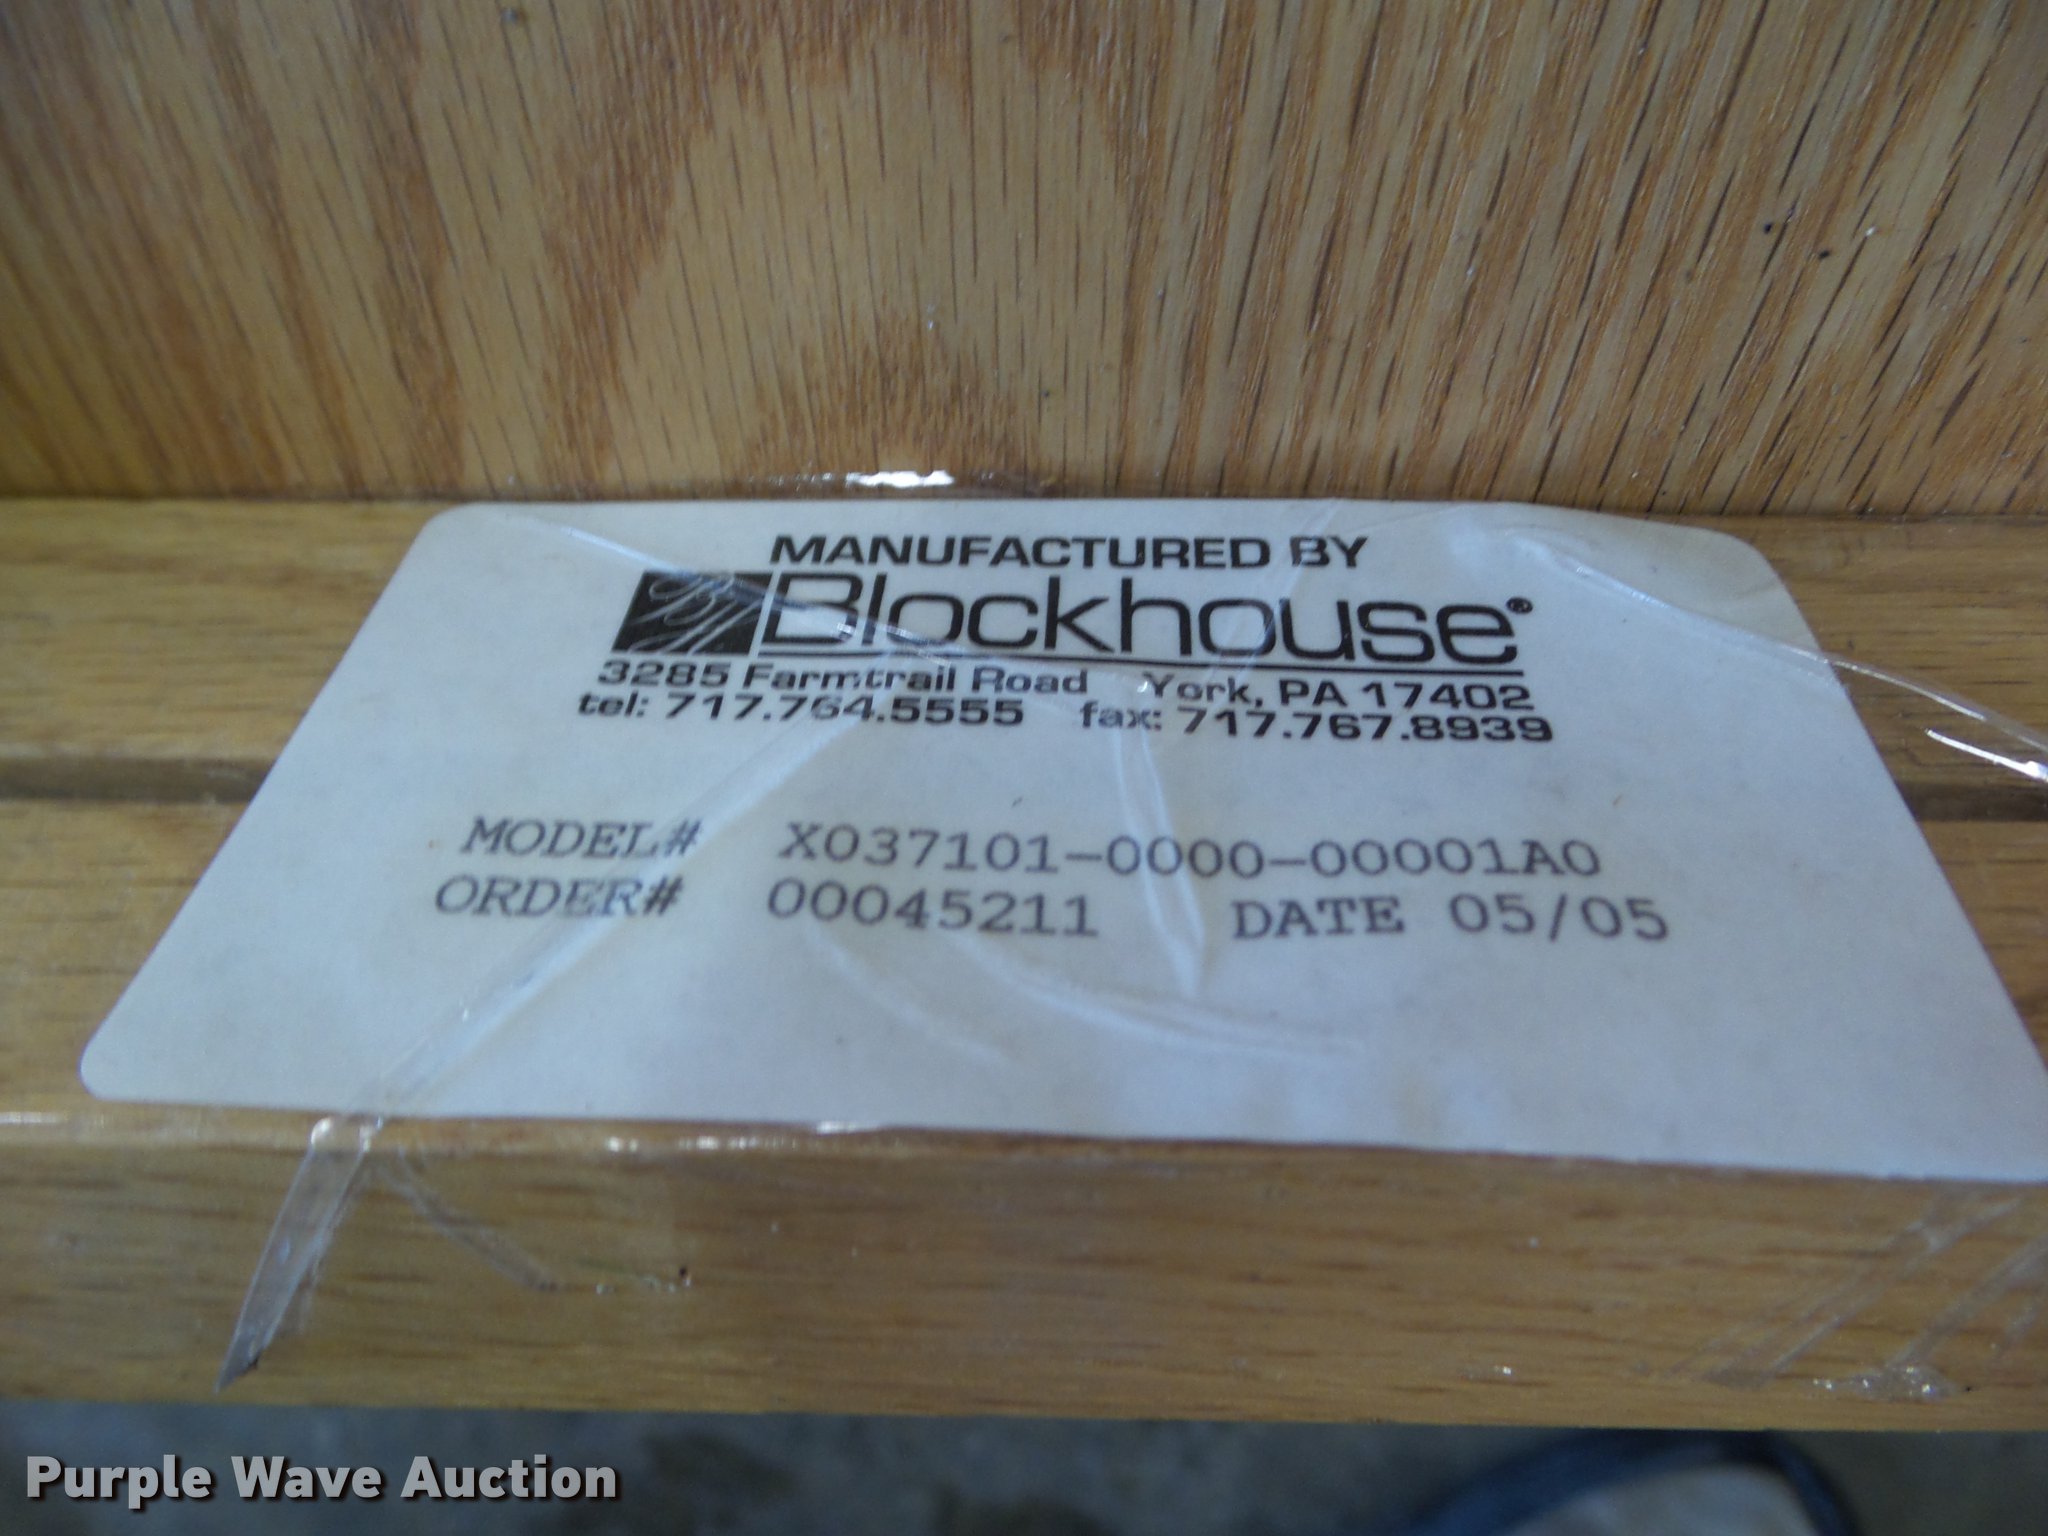 MANUFACTURED BY
BH Blockhouse®
3285 Farmtrail Road York, PA 17402
tel: 717.764.5555 fax: 717.767.8939
MODEL# X037101-0000-00001A0
ORDER# 00045211 DATE 05/05
Purple Wave Auction